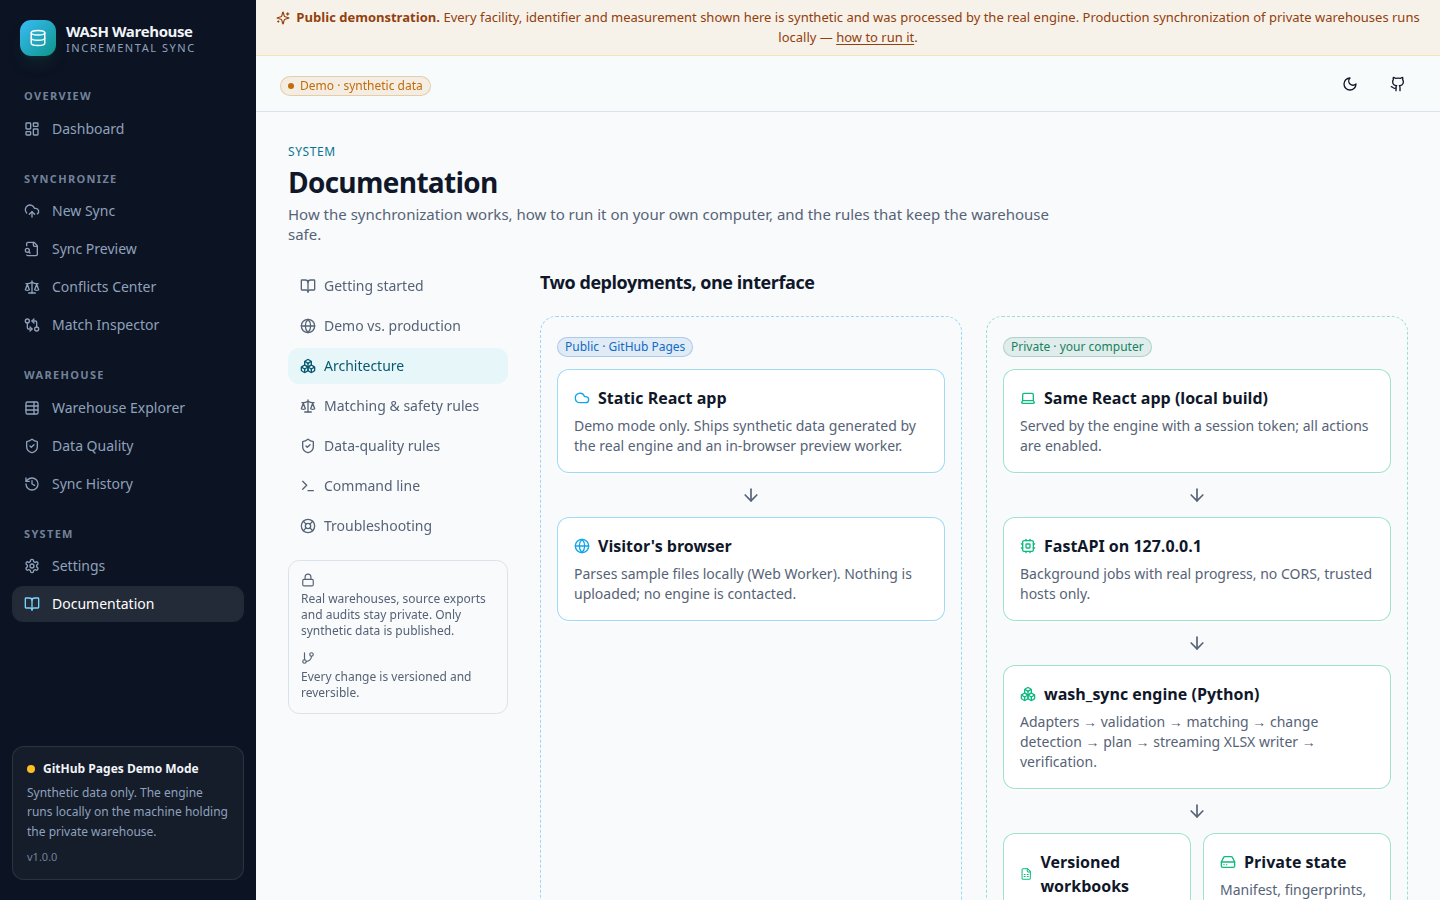 WASH Warehouse
INCREMENTAL SYNC
OVERVIEW
Dashboard
SYNCHRONIZE
New Sync
Sync Preview
Conflicts Center
Match Inspector
WAREHOUSE
Warehouse Explorer
Data Quality
Sync History
SYSTEM
Settings
Documentation
GitHub Pages Demo Mode
Synthetic data only. The engine
runs locally on the machine holding
the private warehouse.
v1.0.0
Public demonstration. Every facility, identifier and measurement shown here is synthetic and was processed by the real engine. Production synchronization of private warehouses runs
locally — how to run it.
Demo · synthetic data
SYSTEM
Documentation
How the synchronization works, how to run it on your own computer, and the rules that keep the warehouse
safe.
Getting started
Demo vs. production
Architecture
Matching & safety rules
Data-quality rules
Command line
Troubleshooting
Real warehouses, source exports
and audits stay private. Only
synthetic data is published.
Every change is versioned and
reversible.
Two deployments, one interface
Public · GitHub Pages
Static React app
Demo mode only. Ships synthetic data generated by
the real engine and an in-browser preview worker.
Visitor's browser
Parses sample files locally (Web Worker). Nothing is
uploaded; no engine is contacted.
Private · your computer
Same React app (local build)
Served by the engine with a session token; all actions
are enabled.
FastAPI on 127.0.0.1
Background jobs with real progress, no CORS, trusted
hosts only.
wash_sync engine (Python)
Adapters → validation → matching → change
detection → plan → streaming XLSX writer →
verification.
Versioned
workbooks
Private state
Manifest, fingerprints,